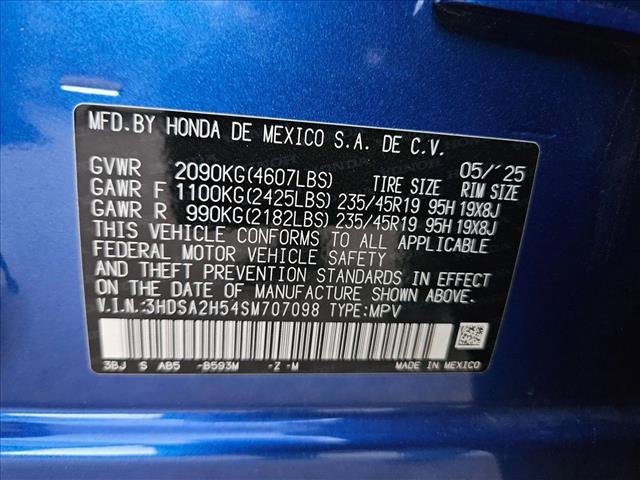 MFD.BY HONDA DE MEXICO S.A. DE C.V.
05/'25
GVWR 2090KG(4607LBS) TIRE SIZE RIM SIZE
GAWR F 1100KG(2425LBS) 235/45R19 95H 19X8J
GAWR R 990KG(2182LBS) 235/45R19 95H 19X8J
THIS VEHICLE CONFORMS TO ALL APPLICABLE
FEDERAL MOTOR VEHICLE SAFETY
AND THEFT PREVENTION STANDARDS IN EFFECT
ON THE DATE OF MANUFACTURE SHOWN ABOVE.
V.I.N.:3HDSA2H54SM707098 TYPE:MPV
3BJ S AB5 -B593M -Z -M MADE IN MEXICO